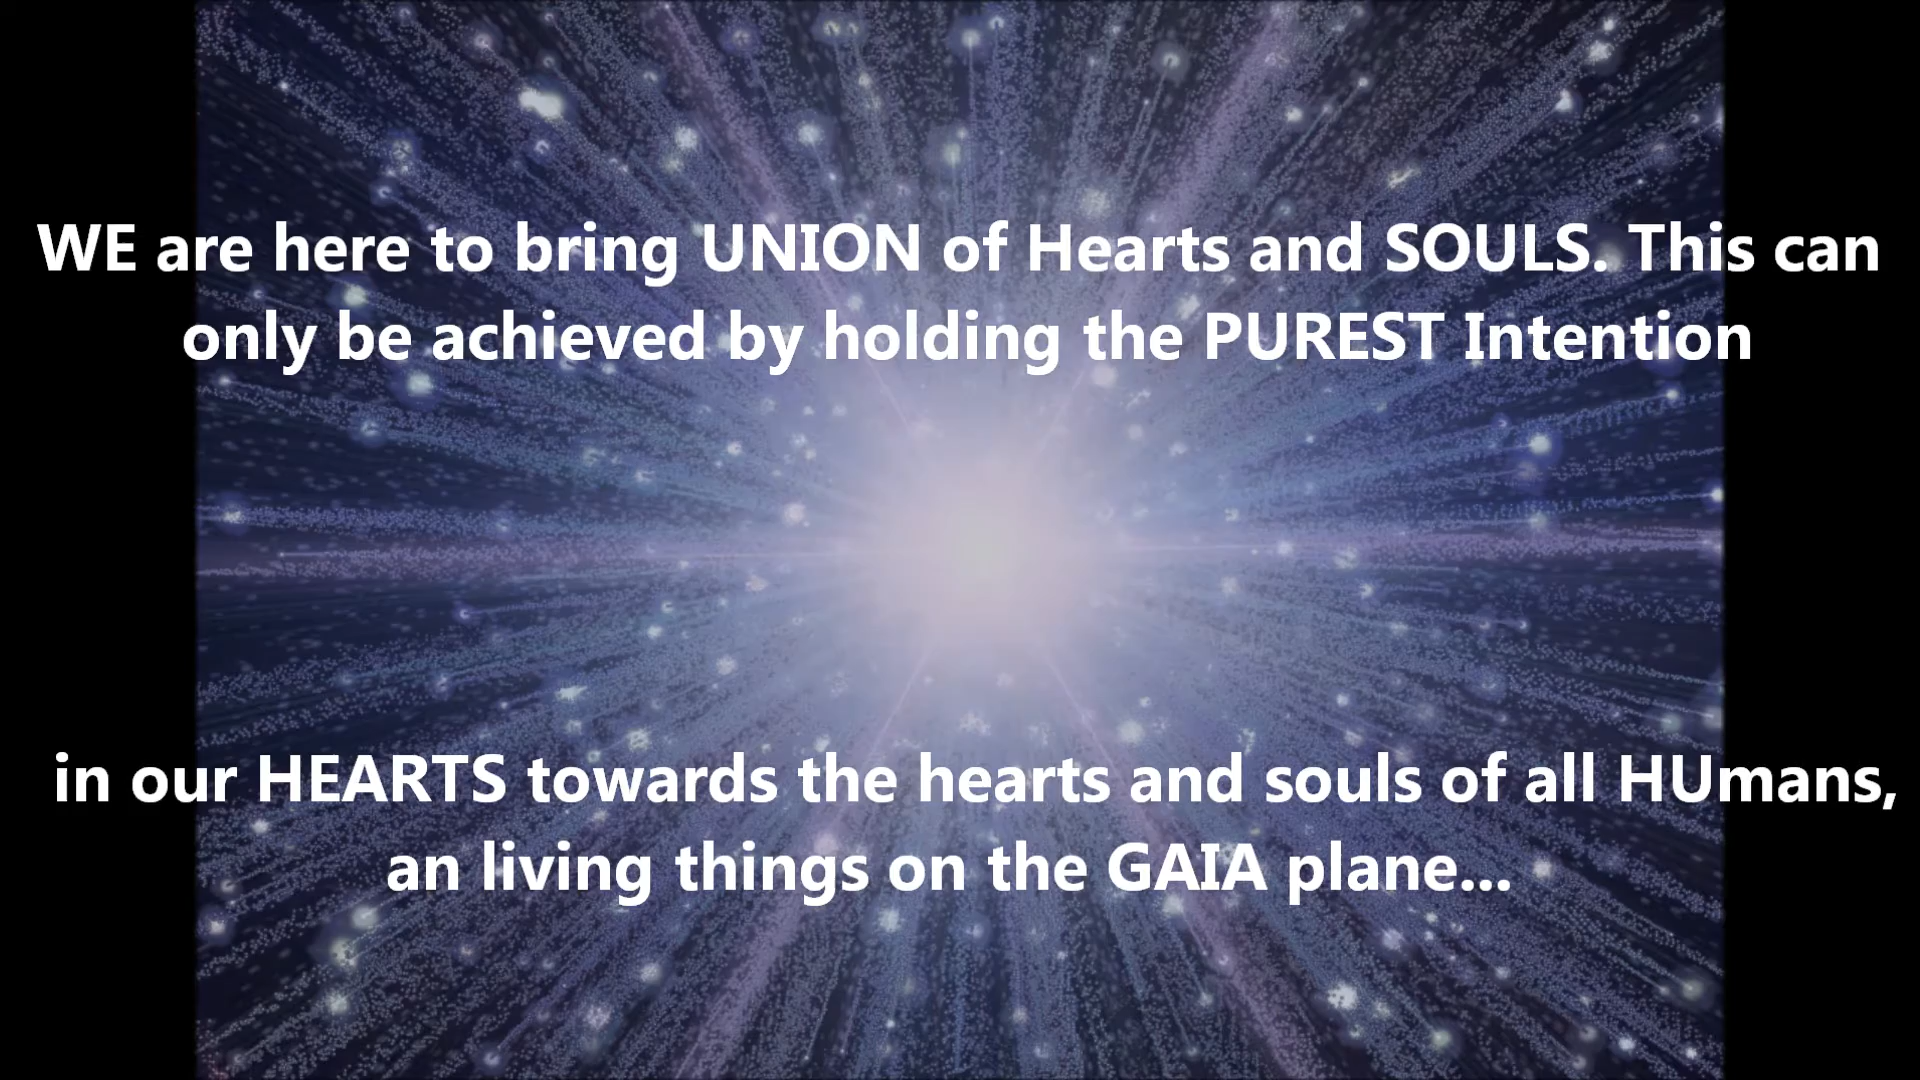 WE are here to bring UNION of Hearts and SOULS. This can
only be achieved by holding the PUREST Intention
in our HEARTS towards the hearts and souls of all HUmans,
an living things on the GAIA plane...